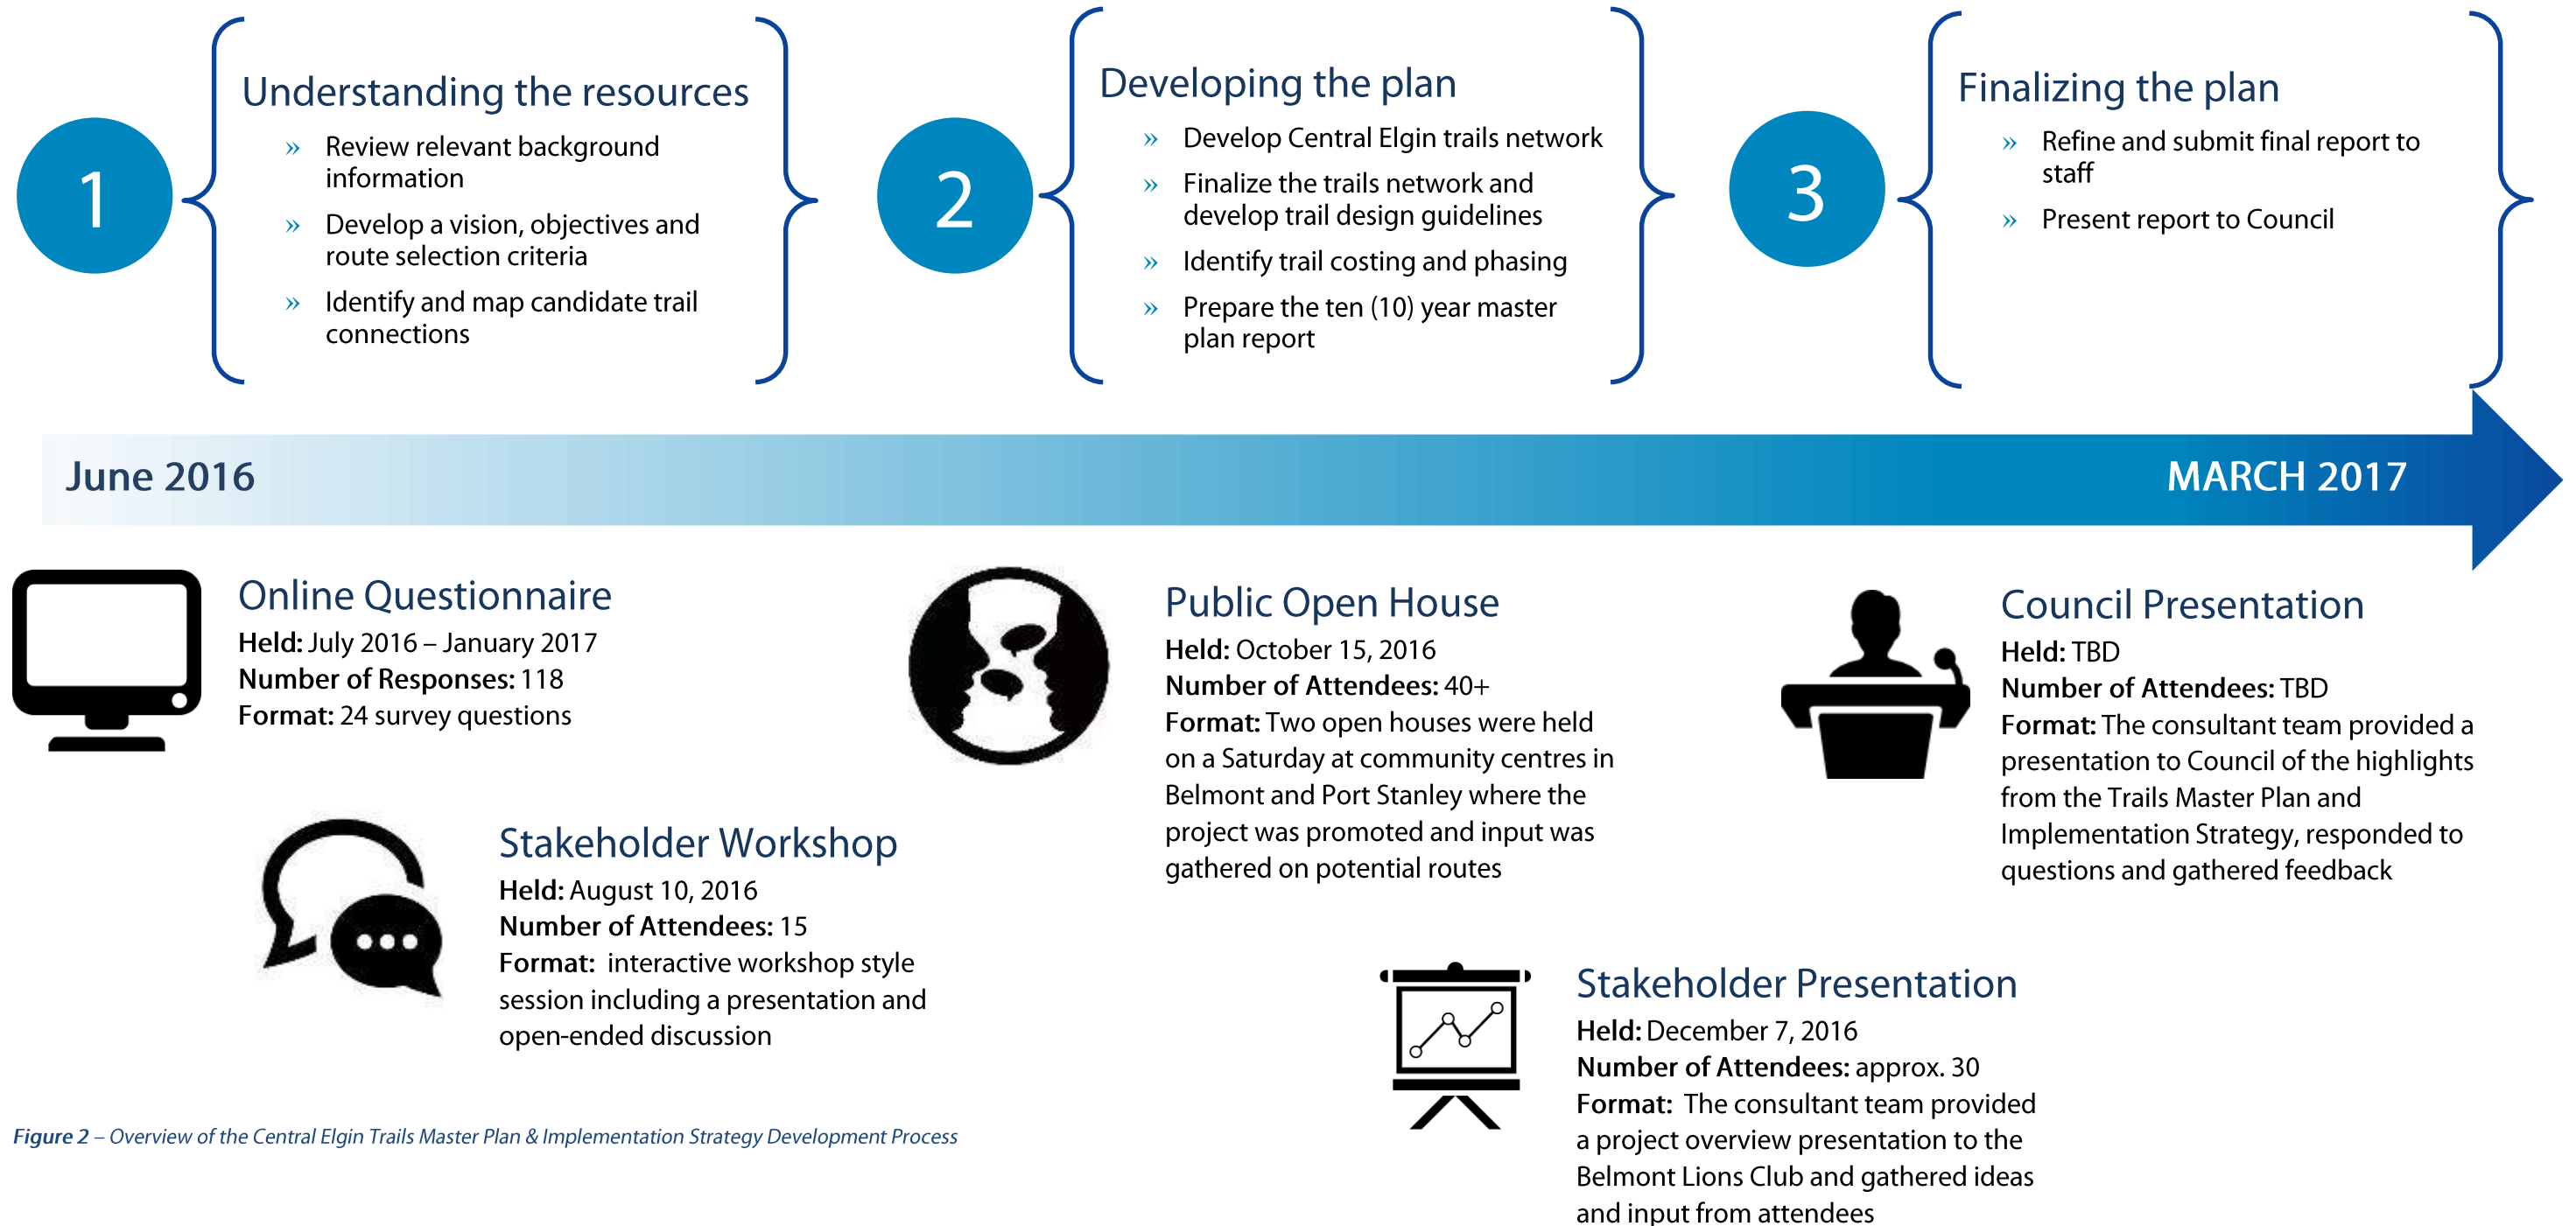 1
Understanding the resources
» Review relevant background
information
» Develop a vision, objectives and
route selection criteria
» Identify and map candidate trail
connections
2
Developing the plan
» Develop Central Elgin trails network
» Finalize the trails network and
develop trail design guidelines
» Identify trail costing and phasing
» Prepare the ten (10) year master
plan report
3
Finalizing the plan
» Refine and submit final report to
staff
» Present report to Council
June 2016
MARCH 2017
Online Questionnaire
Held: July 2016 – January 2017
Number of Responses: 118
Format: 24 survey questions
Stakeholder Workshop
Held: August 10, 2016
Number of Attendees: 15
Format: interactive workshop style
session including a presentation and
open-ended discussion
Public Open House
Held: October 15, 2016
Number of Attendees: 40+
Format: Two open houses were held
on a Saturday at community centres in
Belmont and Port Stanley where the
project was promoted and input was
gathered on potential routes
Council Presentation
Held: TBD
Number of Attendees: TBD
Format: The consultant team provided a
presentation to Council of the highlights
from the Trails Master Plan and
Implementation Strategy, responded to
questions and gathered feedback
Stakeholder Presentation
Held: December 7, 2016
Number of Attendees: approx. 30
Format: The consultant team provided
a project overview presentation to the
Belmont Lions Club and gathered ideas
and input from attendees
Figure 2 – Overview of the Central Elgin Trails Master Plan & Implementation Strategy Development Process